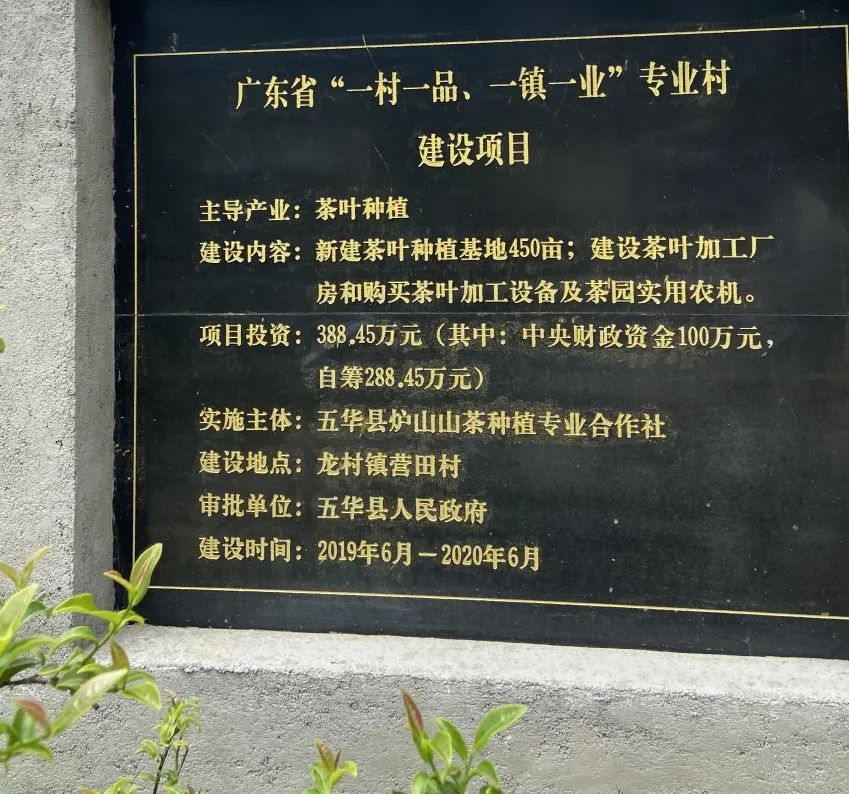 广东省“一村一品、一镇一业”专业村
建设项目
主导产业：茶叶种植
建设内容：新建茶叶种植基地450亩；建设茶叶加工厂
房和购买茶叶加工设备及茶园实用农机。
项目投资：388.45万元（其中：中央财政资金100万元，
自筹288.45万元）
实施主体：五华县炉山山茶种植专业合作社
建设地点：龙村镇营田村
审批单位：五华县人民政府
建设时间：2019年6月－2020年6月